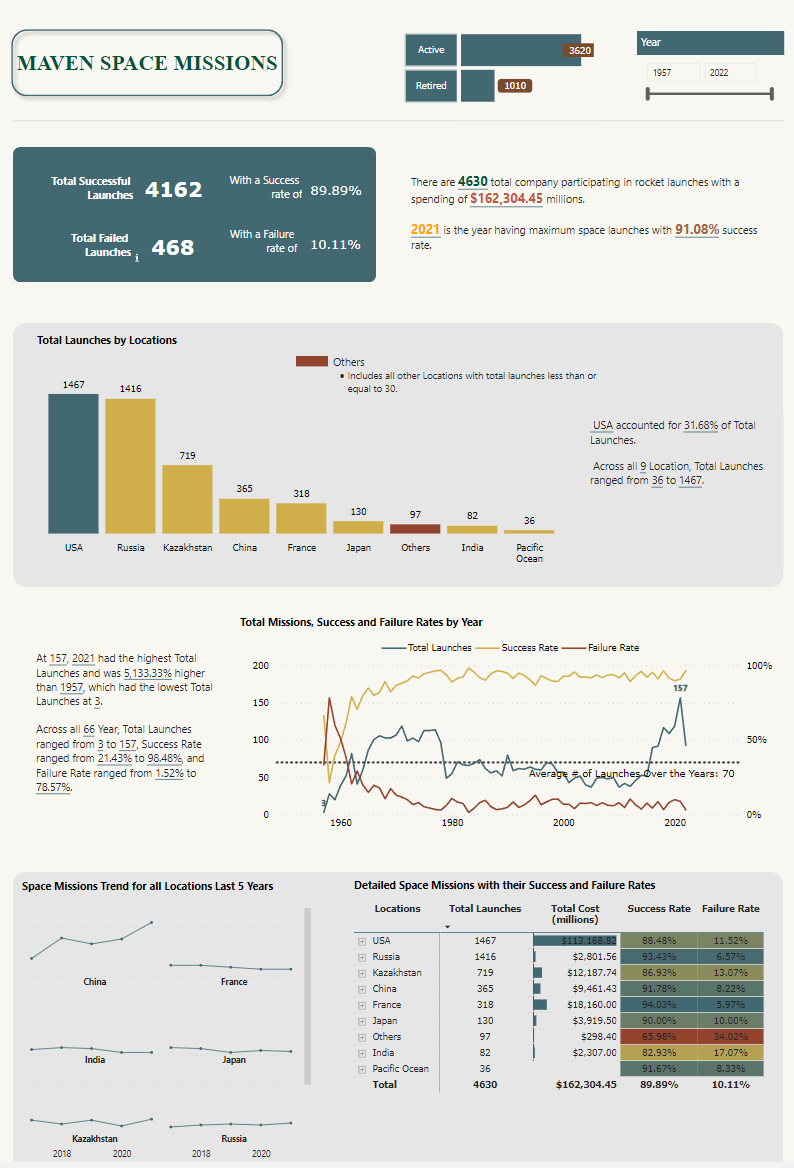 MAVEN SPACE MISSIONS
Active
3620
Retired
1010
Year
1957
2022
Total Successful
Launches
4162
With a Success
rate of
89.89%
Total Failed
Launches
i
468
With a Failure
rate of
10.11%
There are 4630 total company participating in rocket launches with a
spending of $162,304.45 millions.
2021 is the year having maximum space launches with 91.08% success
rate.
Total Launches by Locations
Others
• Includes all other Locations with total launches less than or
equal to 30.
1467
1416
719
365
318
130
97
82
36
USA
Russia
Kazakhstan
China
France
Japan
Others
India
Pacific
Ocean
USA accounted for 31.68% of Total
Launches.
Across all 9 Location, Total Launches
ranged from 36 to 1467.
Total Missions, Success and Failure Rates by Year
Total Launches
Success Rate
Failure Rate
At 157, 2021 had the highest Total
Launches and was 5,133.33% higher
than 1957, which had the lowest Total
Launches at 3.
Across all 66 Year, Total Launches
ranged from 3 to 157, Success Rate
ranged from 21.43% to 98.48%, and
Failure Rate ranged from 1.52% to
78.57%.
200
150
100
50
0
100%
50%
0%
157
3
Average # of Launches Over the Years: 70
1960
1980
2000
2020
Space Missions Trend for all Locations Last 5 Years
China
France
India
Japan
Kazakhstan
Russia
2018
2020
2018
2020
Detailed Space Missions with their Success and Failure Rates
Locations Total Launches Total Cost (millions) Success Rate Failure Rate
USA 1467 $113,168.82 88.48% 11.52%
Russia 1416 $2,801.56 93.43% 6.57%
Kazakhstan 719 $12,187.74 86.93% 13.07%
China 365 $9,461.43 91.78% 8.22%
France 318 $18,160.00 94.03% 5.97%
Japan 130 $3,919.50 90.00% 10.00%
Others 97 $298.40 65.98% 34.02%
India 82 $2,307.00 82.93% 17.07%
Pacific Ocean 36 91.67% 8.33%
Total 4630 $162,304.45 89.89% 10.11%